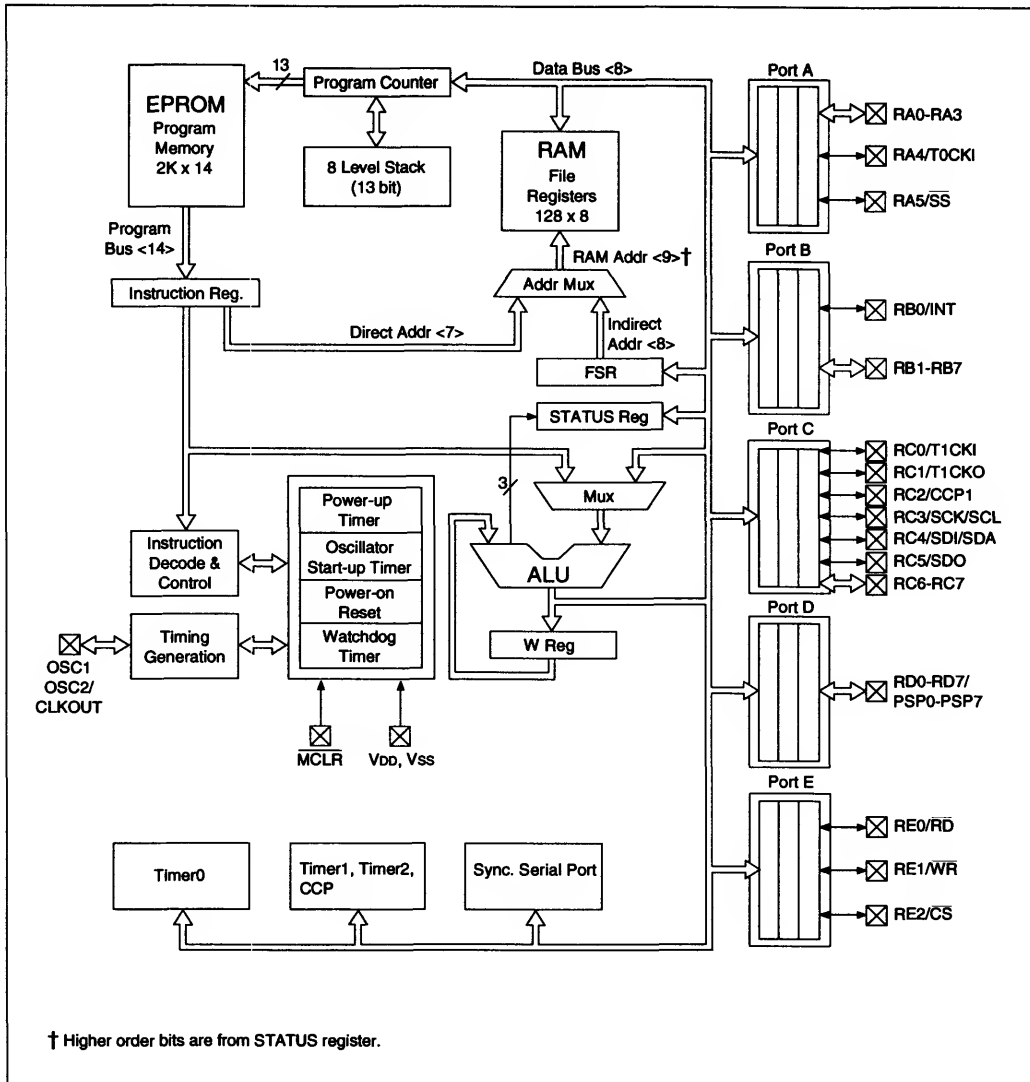 13
Program Counter
Data Bus <8>
Port A
EPROM
Program
Memory
2K x 14
8 Level Stack
(13 bit)
RAM
File
Registers
128 x 8
RA0-RA3
RA4/T0CKI
RA5/S̅S̅
Program
Bus <14>
RAM Addr <9>†
Port B
Instruction Reg.
Addr Mux
RB0/INT
Direct Addr <7>
Indirect
Addr <8>
FSR
RB1-RB7
STATUS Reg
Port C
RC0/T1CKI
RC1/T1CKO
RC2/CCP1
RC3/SCK/SCL
RC4/SDI/SDA
RC5/SDO
RC6-RC7
3
Mux
Power-up
Timer
Instruction
Decode &
Control
Oscillator
Start-up Timer
ALU
Power-on
Reset
Port D
Timing
Generation
Watchdog
Timer
W Reg
OSC1
OSC2/
CLKOUT
RD0-RD7/
PSP0-PSP7
M̅C̅L̅R̅
VDD, VSS
Port E
RE0/R̅D̅
Timer0
Timer1, Timer2,
CCP
Sync. Serial Port
RE1/W̅R̅
RE2/C̅S̅
† Higher order bits are from STATUS register.